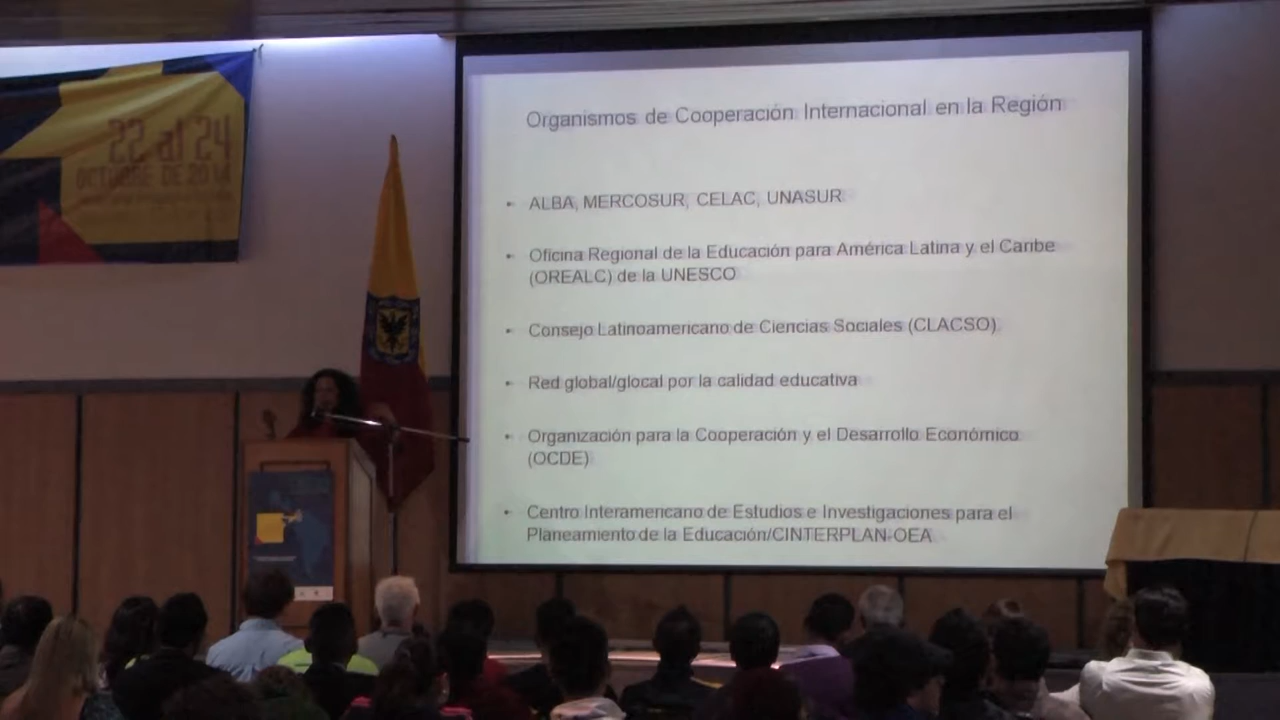 22 al 24
OCTUBRE DE 2014
Organismos de Cooperación Internacional en la Región
• ALBA, MERCOSUR, CELAC, UNASUR
• Oficina Regional de la Educación para América Latina y el Caribe
(OREALC) de la UNESCO
• Consejo Latinoamericano de Ciencias Sociales (CLACSO).
• Red global/glocal por la calidad educativa
• Organización para la Cooperación y el Desarrollo Económico
(OCDE)
• Centro Interamericano de Estudios e Investigaciones para el
Planeamiento de la Educación/CINTERPLAN-OEA